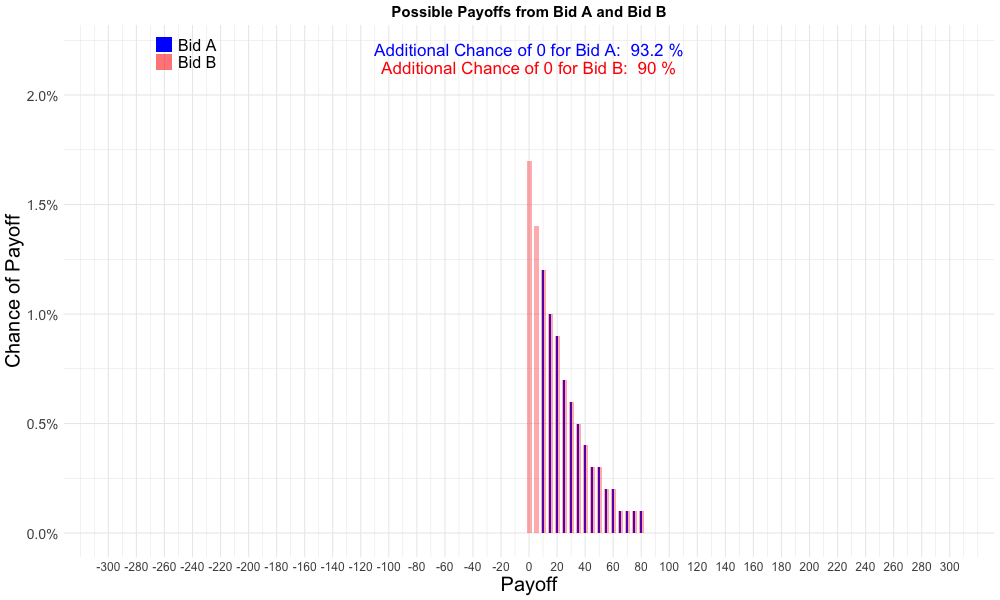 Possible Payoffs from Bid A and Bid B
Bid A
Bid B
Additional Chance of 0 for Bid A:  93.2 %
Additional Chance of 0 for Bid B:  90 %
Chance of Payoff
2.0%
1.5%
1.0%
0.5%
0.0%
-300 -280 -260 -240 -220 -200 -180 -160 -140 -120 -100 -80 -60 -40 -20 0 20 40 60 80 100 120 140 160 180 200 220 240 260 280 300
Payoff